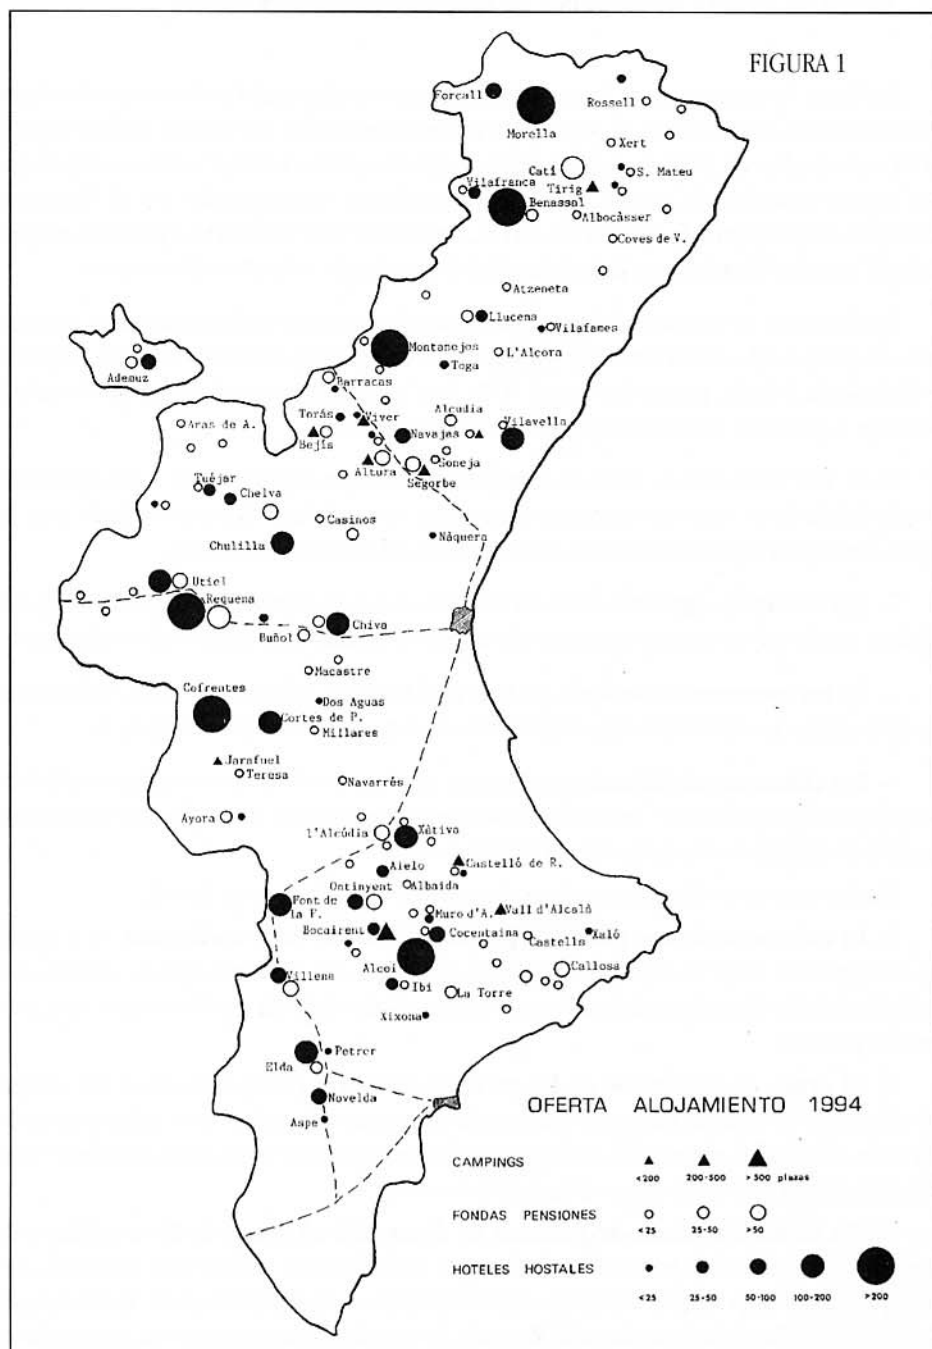 FIGURA 1
Forcall
Rossell
Morella
Xert
Catí
S. Mateu
Vilafranca
Tirig
Benassal
Albocàsser
Coves de V.
Atzeneta
Llucena
Vilafames
Montanejos
L'Alcora
Toga
Ademuz
Barracas
Torás
Viver
Alcudia
Aras de A.
Navajas
Vilavella
Bejís
Soneja
Altura
Segorbe
Tuéjar
Chelva
Casinos
Náquera
Chulilla
Utiel
Requena
Chiva
Buñol
Macastre
Cofrentes
Dos Aguas
Cortes de P.
Millares
Jarafuel
Teresa
Navarrés
Ayora
l'Alcúdia
Xàtiva
Aielo
Castelló de R.
Ontinyent
Albaida
Font de
la F.
Muro d'A.
Vall d'Alcalà
Bocairent
Cocentaina
Castells
Xaló
Alcoi
Callosa
Villena
Ibi
La Torre
Xixona
Petrer
Elda
Novelda
Aspe
OFERTA ALOJAMIENTO 1994
CAMPINGS
<200 200-500 >500 plazas
FONDAS PENSIONES
<25 25-50 >50
HOTELES HOSTALES
<25 25-50 50-100 100-200 >200